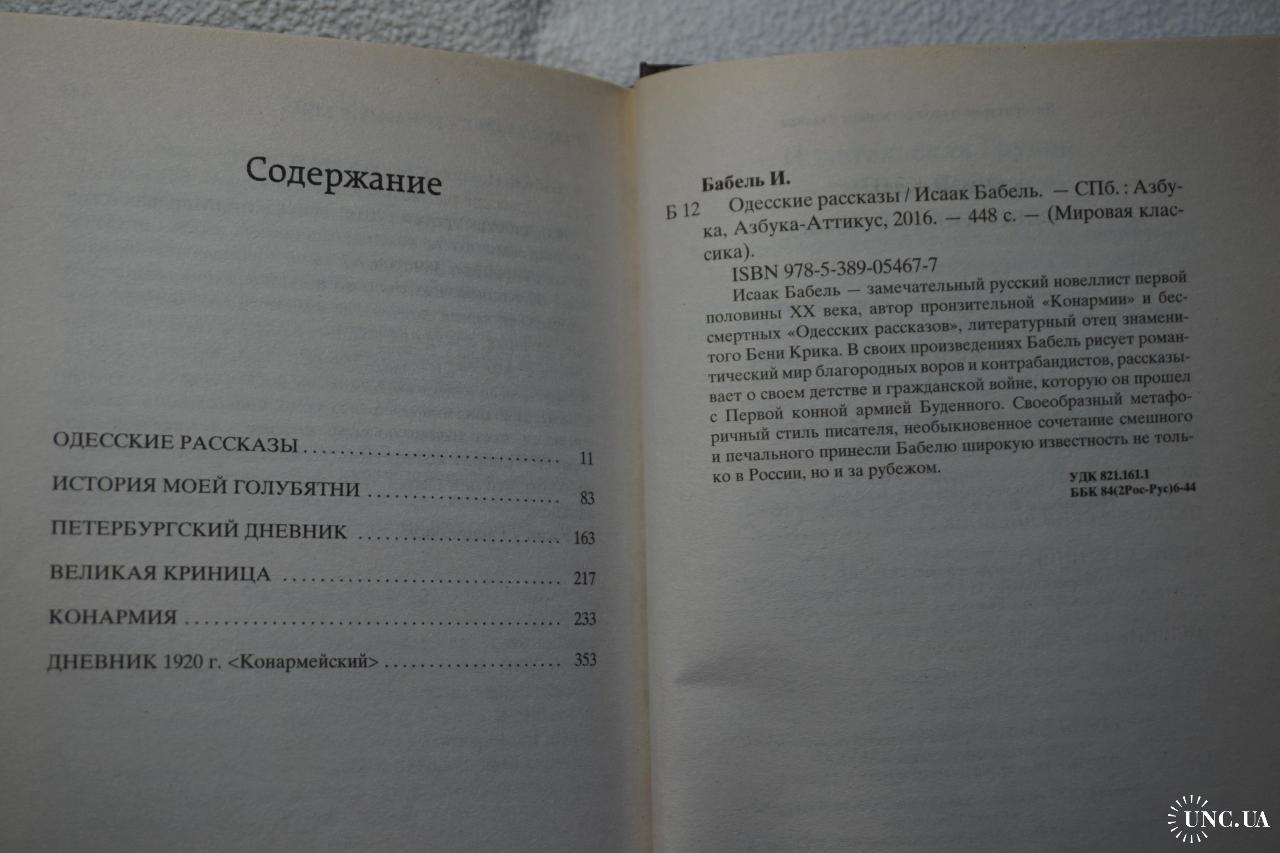 Содержание
ОДЕССКИЕ РАССКАЗЫ ........................................ 11
ИСТОРИЯ МОЕЙ ГОЛУБЯТНИ ............................... 83
ПЕТЕРБУРГСКИЙ ДНЕВНИК ................................ 163
ВЕЛИКАЯ КРИНИЦА ............................................ 217
КОНАРМИЯ .......................................................... 233
ДНЕВНИК 1920 г. <Конармейский> ........................... 353
Бабель И.
Б 12 Одесские рассказы / Исаак Бабель. — СПб. : Азбу-
ка, Азбука-Аттикус, 2016. — 448 с. — (Мировая клас-
сика).
ISBN 978-5-389-05467-7
Исаак Бабель — замечательный русский новеллист первой
половины XX века, автор пронзительной «Конармии» и бес-
смертных «Одесских рассказов», литературный отец знамени-
того Бени Крика. В своих произведениях Бабель рисует роман-
тический мир благородных воров и контрабандистов, рассказы-
вает о своем детстве и гражданской войне, которую он прошел
с Первой конной армией Буденного. Своеобразный метафо-
ричный стиль писателя, необыкновенное сочетание смешного
и печального принесли Бабелю широкую известность не толь-
ко в России, но и за рубежом.
УДК 821.161.1
ББК 84(2Рос-Рус)6-44
UNC.UA